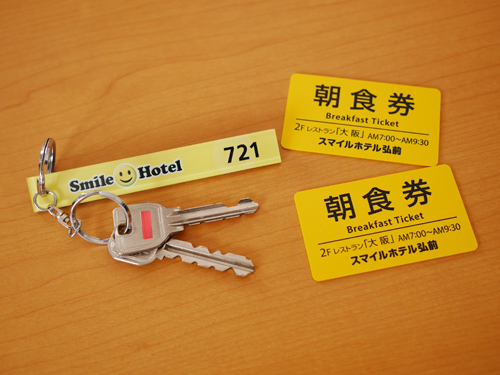 Smile Hotel 721
朝食券
Breakfast Ticket
2F レストラン「大阪」 AM7:00〜AM9:30
スマイルホテル弘前
朝食券
Breakfast Ticket
2F レストラン「大阪」 AM7:00〜AM9:30
スマイルホテル弘前